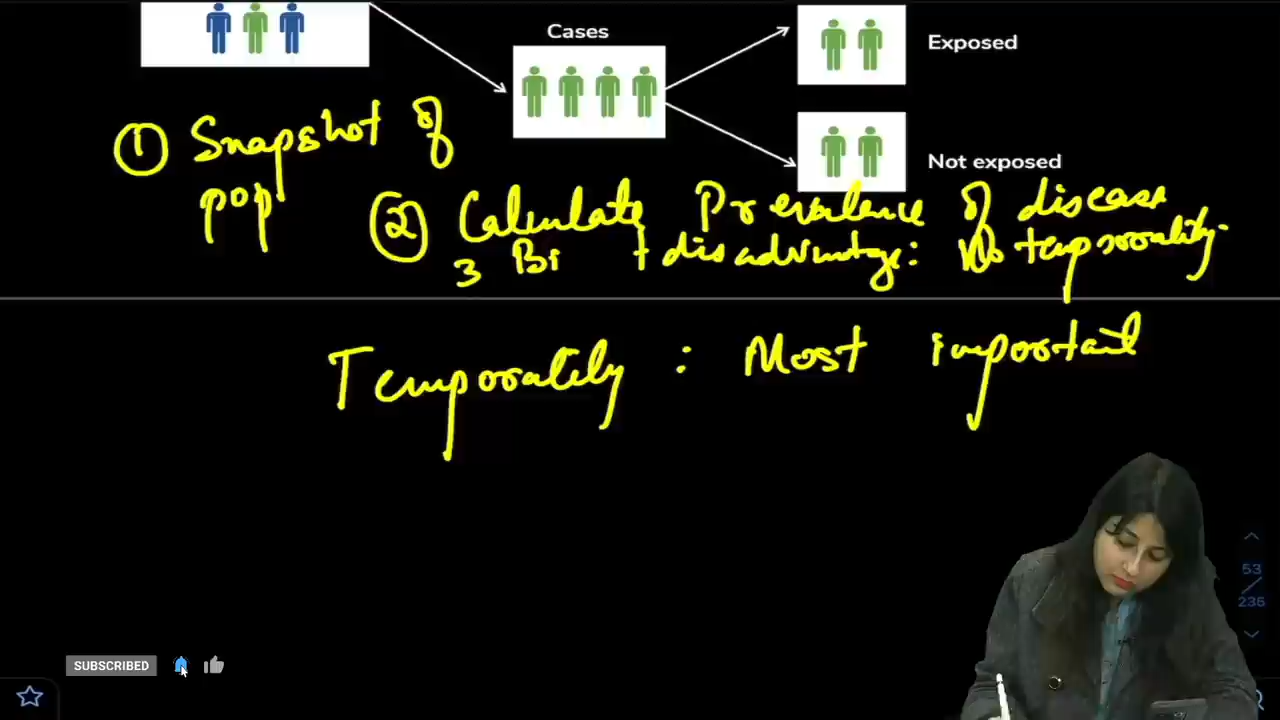 Cases
Exposed
Not exposed
① Snapshot of
pop
② Calculate Prevalence of disease
3 Bi + disadvantage: No temporality.
Temporality : Most important
53
236
SUBSCRIBED